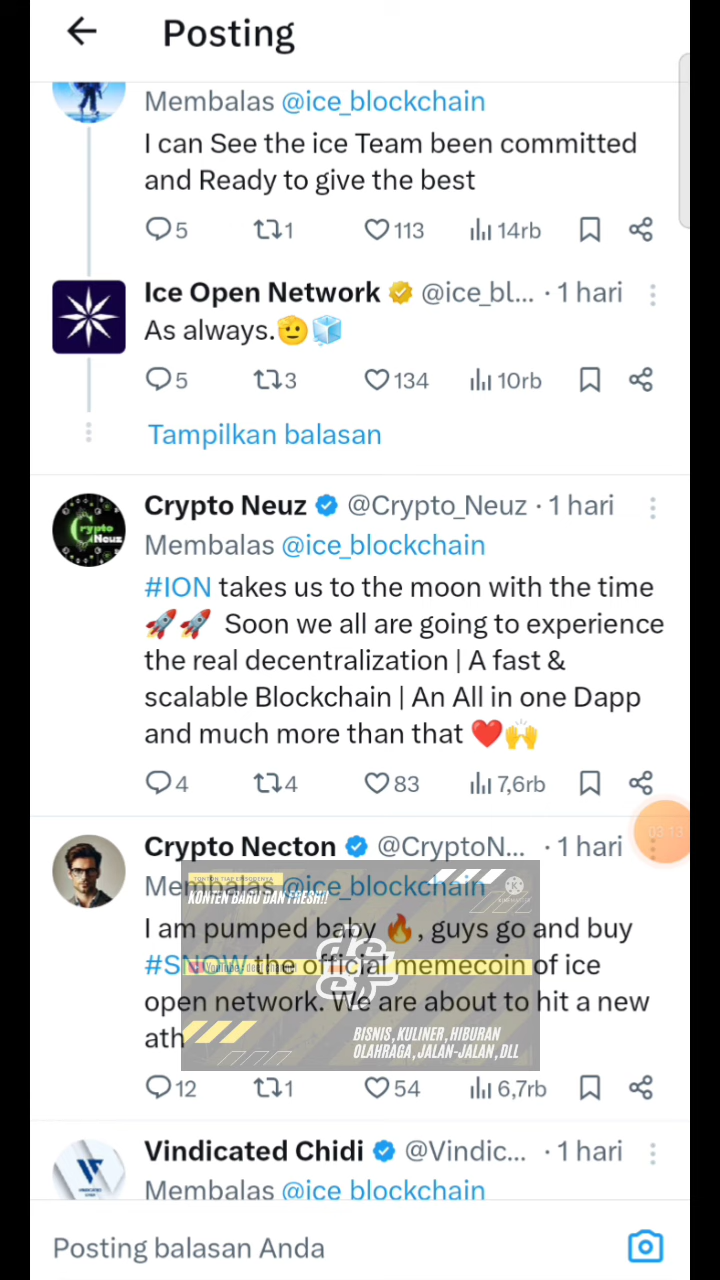 Posting
Membalas @ice_blockchain
I can See the ice Team been committed
and Ready to give the best
5 1 113 14rb
Ice Open Network @ice_bl... · 1 hari
As always.🫡🧊
5 3 134 10rb
Tampilkan balasan
Crypto Neuz @Crypto_Neuz · 1 hari
Membalas @ice_blockchain
#ION takes us to the moon with the time
🚀🚀 Soon we all are going to experience
the real decentralization | A fast &
scalable Blockchain | An All in one Dapp
and much more than that ❤️🙌
4 4 83 7,6rb
03:13
Crypto Necton @CryptoN... · 1 hari
Membalas @ice_blockchain
KONTEN BARU DAN FRESH!!
I am pumped baby 🔥, guys go and buy
#SNOW the official memecoin of ice
open network. We are about to hit a new
ath
BISNIS, KULINER, HIBURAN
OLAHRAGA, JALAN-JALAN, DLL
12 1 54 6,7rb
Vindicated Chidi @Vindic... · 1 hari
Membalas @ice_blockchain
Posting balasan Anda